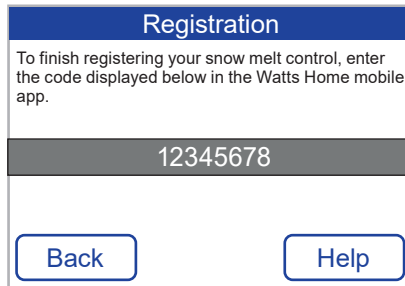 Registration
To finish registering your snow melt control, enter
the code displayed below in the Watts Home mobile
app.
12345678
Back
Help